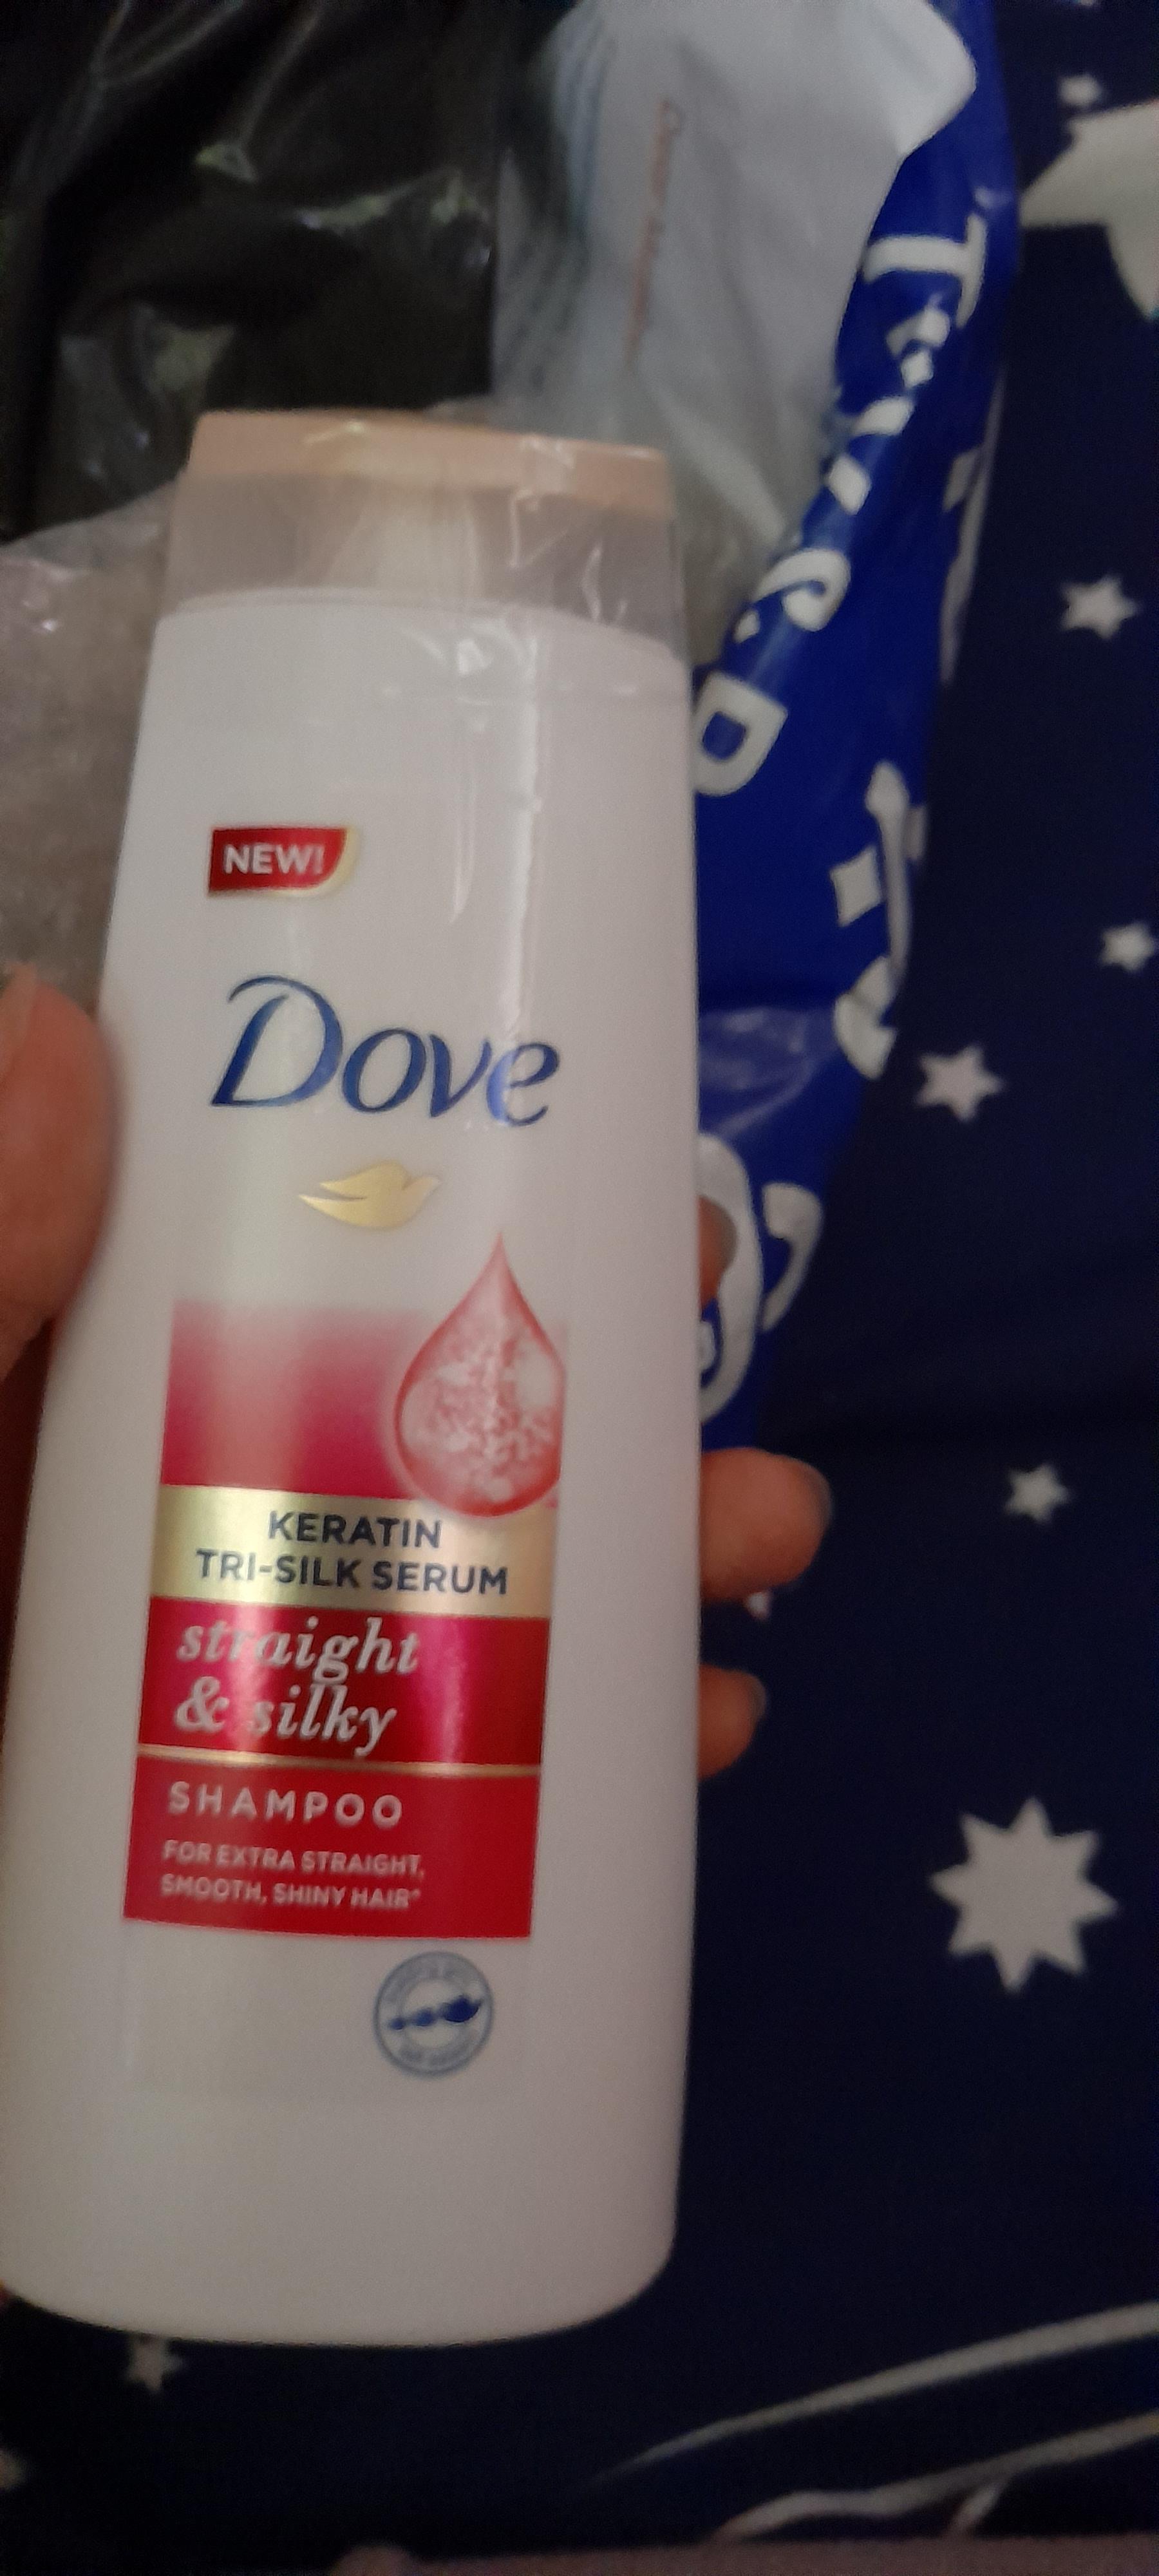 NEW!
Dove
KERATIN
TRI-SILK SERUM
straight
& silky
SHAMPOO
FOR EXTRA STRAIGHT,
SMOOTH, SHINY HAIR*